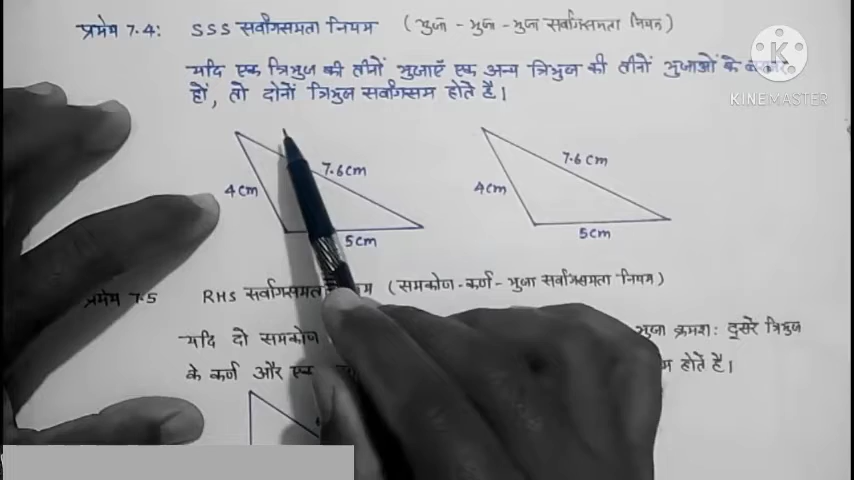 प्रमेय 7.4: SSS सर्वांगसमता नियम (भुजा - भुजा - भुजा सर्वांगसमता नियम)
यदि एक त्रिभुज की तीनों भुजाएँ एक अन्य त्रिभुज की तीनों भुजाओं के
हों, तो दोनों त्रिभुज सर्वांगसम होते है।
KINEMASTER
7.6cm
4cm
5cm
7.6cm
4cm
5cm
प्रमेय 7.5 RHS सर्वांगसमता (समकोण-कर्ण-भुजा सर्वांगसमता-नियम)
यदि दो समकोण भुजा क्रमश: दूसरे त्रिभुज
के कर्ण और एक होते है।